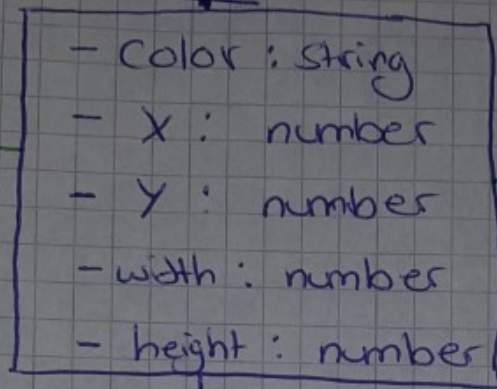 - Color : string
- X : number
- Y : number
- width : number
- height : number